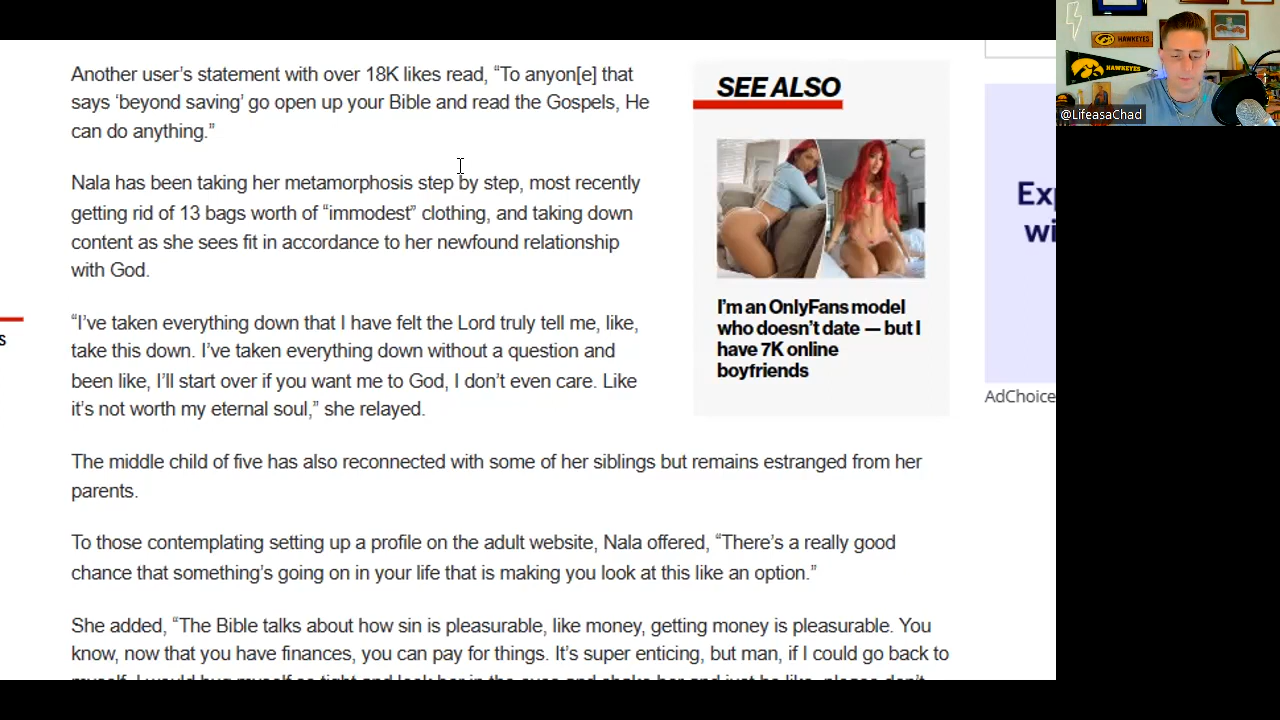 Another user's statement with over 18K likes read, “To anyon[e] that
says ‘beyond saving’ go open up your Bible and read the Gospels, He
can do anything.”
Nala has been taking her metamorphosis step by step, most recently
getting rid of 13 bags worth of “immodest” clothing, and taking down
content as she sees fit in accordance to her newfound relationship
with God.
“I’ve taken everything down that I have felt the Lord truly tell me, like,
take this down. I’ve taken everything down without a question and
been like, I’ll start over if you want me to God, I don’t even care. Like
it’s not worth my eternal soul,” she relayed.
The middle child of five has also reconnected with some of her siblings but remains estranged from her
parents.
To those contemplating setting up a profile on the adult website, Nala offered, “There’s a really good
chance that something’s going on in your life that is making you look at this like an option.”
She added, “The Bible talks about how sin is pleasurable, like money, getting money is pleasurable. You
know, now that you have finances, you can pay for things. It’s super enticing, but man, if I could go back to
SEE ALSO
I’m an OnlyFans model
who doesn’t date — but I
have 7K online
boyfriends
AdChoice
HAWKEYES
HAWKEYES
@LifeasaChad